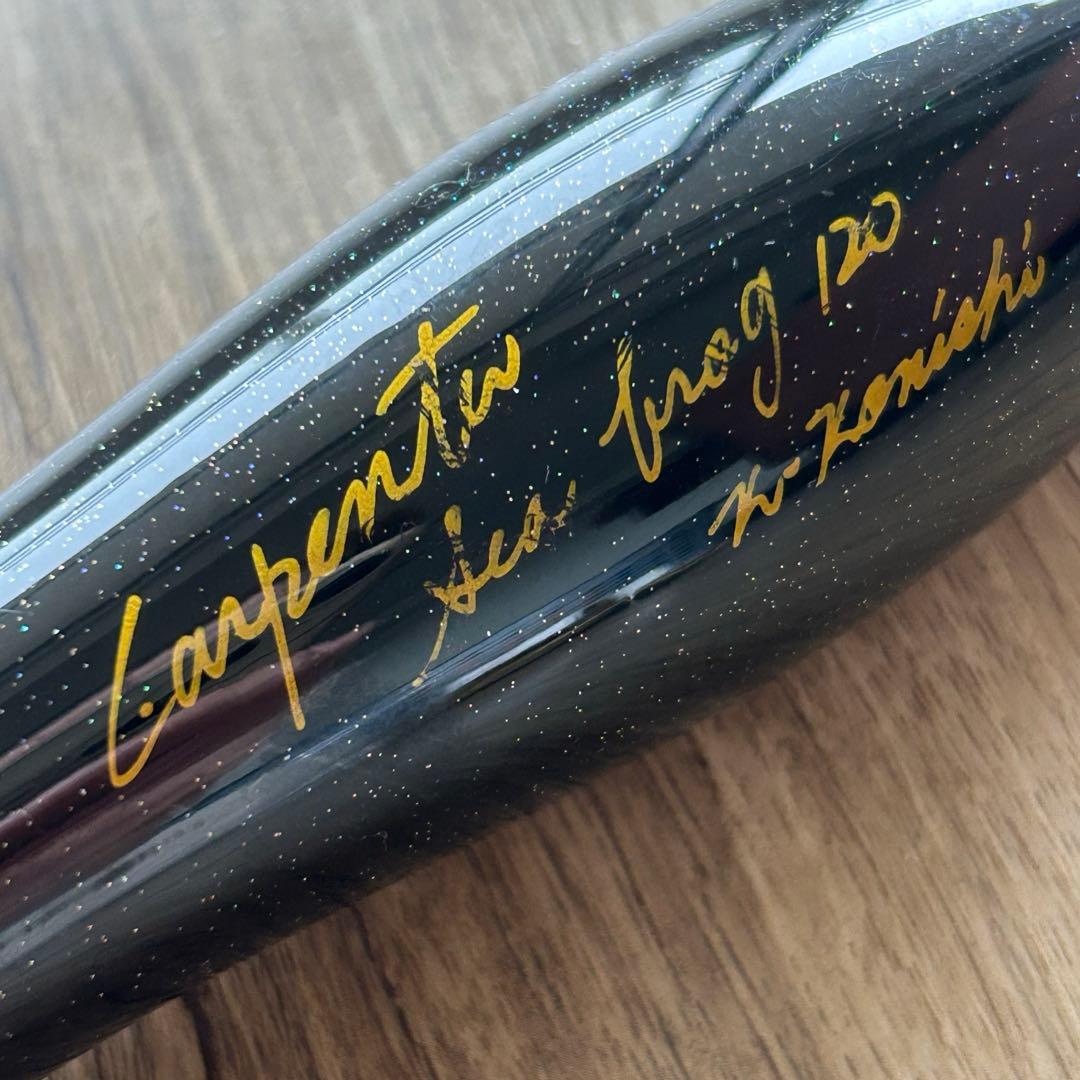 Carpenter
Sea frog 120
K-Konishi